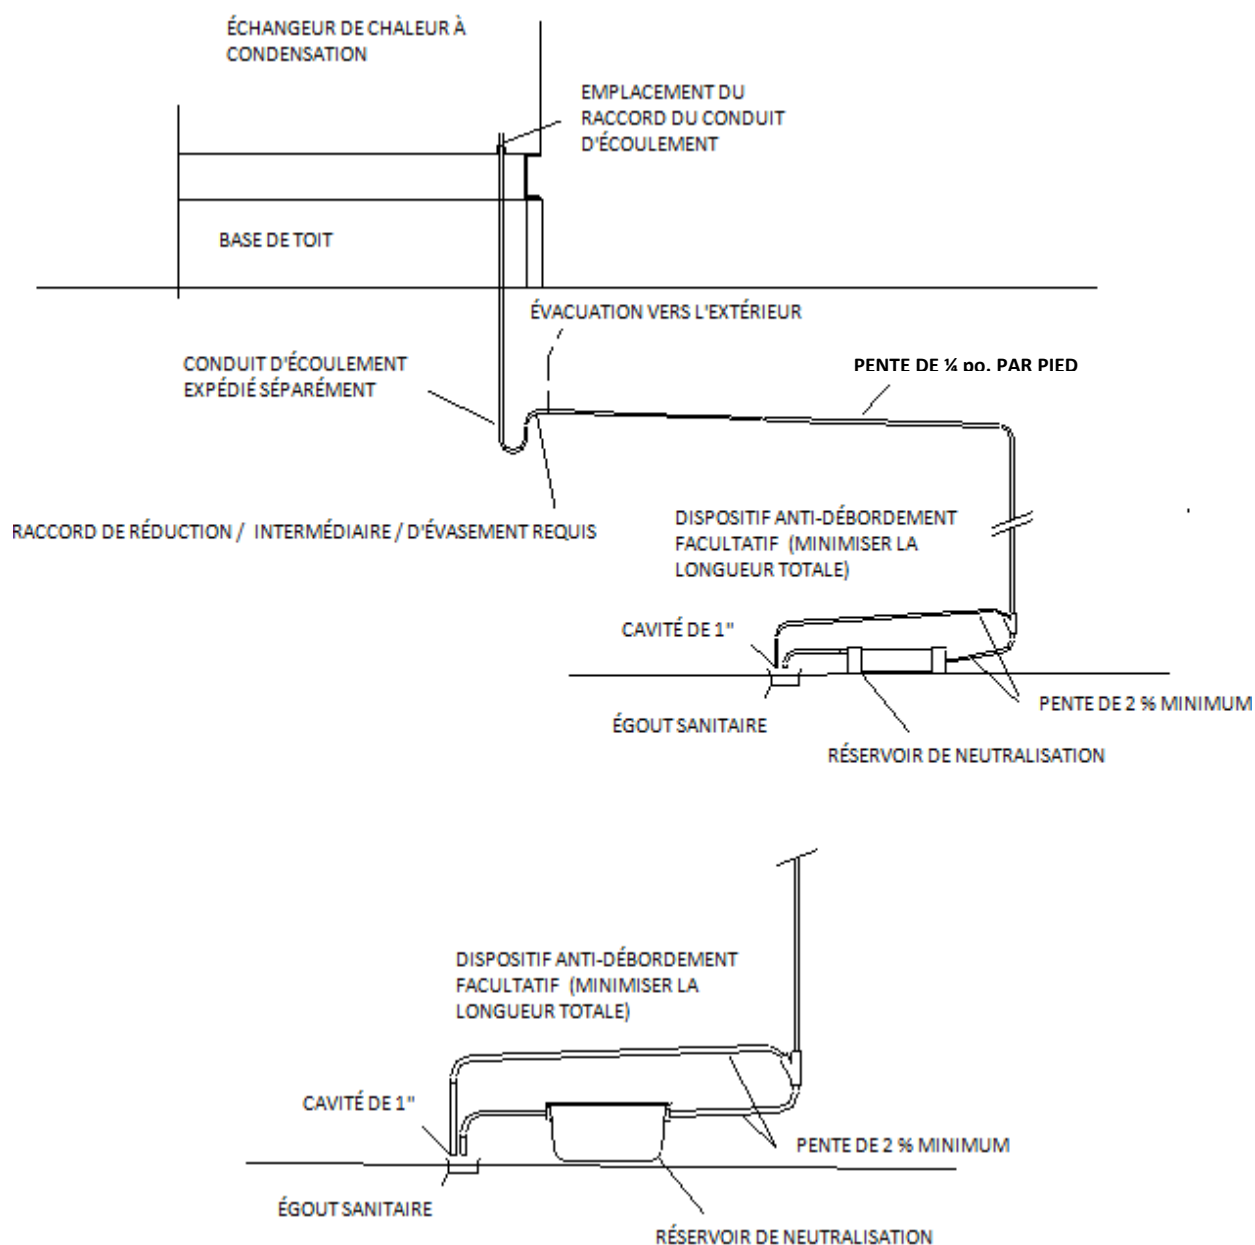 ÉCHANGEUR DE CHALEUR À
CONDENSATION
EMPLACEMENT DU
RACCORD DU CONDUIT
D'ÉCOULEMENT
BASE DE TOIT
ÉVACUATION VERS L'EXTÉRIEUR
CONDUIT D'ÉCOULEMENT
EXPÉDIÉ SÉPARÉMENT
PENTE DE ¼ po. PAR PIED
RACCORD DE RÉDUCTION / INTERMÉDIAIRE / D'ÉVASEMENT REQUIS
DISPOSITIF ANTI-DÉBORDEMENT
FACULTATIF (MINIMISER LA
LONGUEUR TOTALE)
CAVITÉ DE 1"
PENTE DE 2 % MINIMUM
ÉGOUT SANITAIRE
RÉSERVOIR DE NEUTRALISATION
DISPOSITIF ANTI-DÉBORDEMENT
FACULTATIF (MINIMISER LA
LONGUEUR TOTALE)
CAVITÉ DE 1"
PENTE DE 2 % MINIMUM
ÉGOUT SANITAIRE
RÉSERVOIR DE NEUTRALISATION